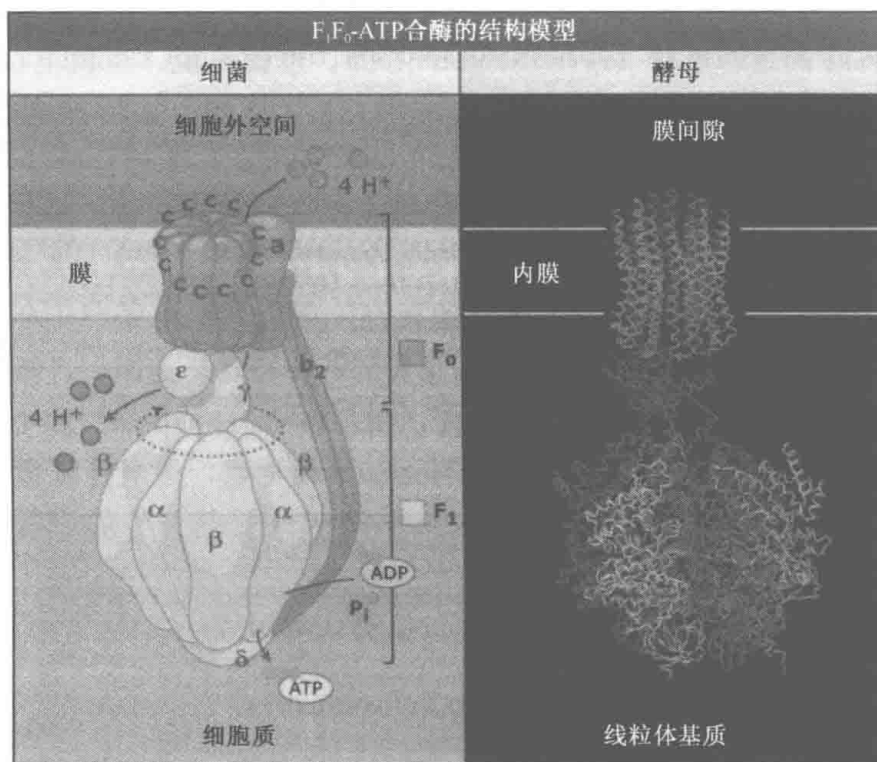 F₁F₀-ATP合酶的结构模型
细菌
酵母
细胞外空间
膜间隙
4 H⁺
c c c c c c c c c c
a
膜
内膜
b₂
F₀
ε
γ
4 H⁺
β
β
α
α
β
F₁
ADP
Pᵢ
δ
ATP
细胞质
线粒体基质